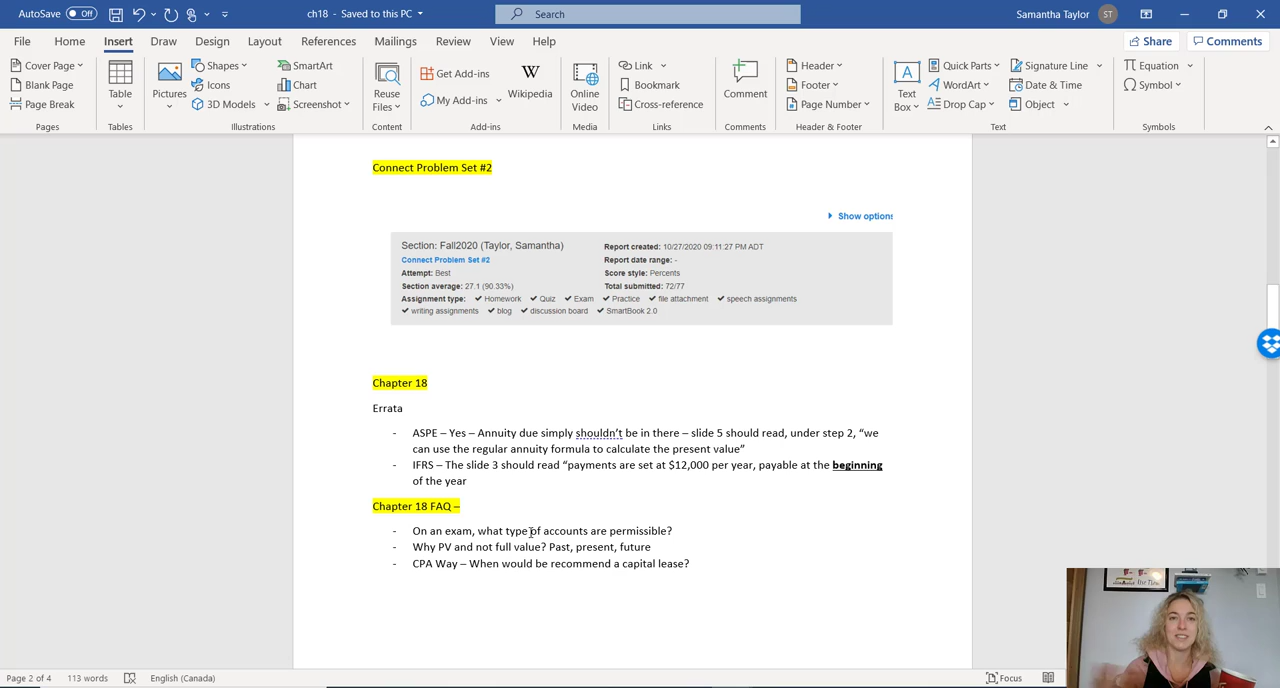 AutoSave Off ch18 - Saved to this PC Search Samantha Taylor ST
File Home Insert Draw Design Layout References Mailings Review View Help Share Comments
Cover Page
Blank Page
Page Break
Pages
Table
Tables
Pictures
Shapes
Icons
3D Models
SmartArt
Chart
Screenshot
Illustrations
Reuse
Files
Content
Get Add-ins
My Add-ins
W
Wikipedia
Add-ins
Online
Video
Media
Link
Bookmark
Cross-reference
Links
Comment
Comments
Header
Footer
Page Number
Header & Footer
A
Text
Box
Quick Parts
WordArt
Drop Cap
Signature Line
Date & Time
Object
Text
Equation
Symbol
Symbols
Connect Problem Set #2
Show options
Section: Fall2020 (Taylor, Samantha)
Connect Problem Set #2
Attempt: Best
Section average: 27.1 (90.33%)
Report created: 10/27/2020 09:11:27 PM ADT
Report date range: -
Score style: Percents
Total submitted: 72/77
Assignment type: ✓ Homework ✓ Quiz ✓ Exam ✓ Practice ✓ file attachment ✓ speech assignments
✓ writing assignments ✓ blog ✓ discussion board ✓ SmartBook 2.0
Chapter 18
Errata
- ASPE – Yes – Annuity due simply shouldn't be in there – slide 5 should read, under step 2, “we
can use the regular annuity formula to calculate the present value”
- IFRS – The slide 3 should read “payments are set at $12,000 per year, payable at the beginning
of the year
Chapter 18 FAQ –
- On an exam, what type of accounts are permissible?
- Why PV and not full value? Past, present, future
- CPA Way – When would be recommend a capital lease?
Page 2 of 4 113 words English (Canada) Focus